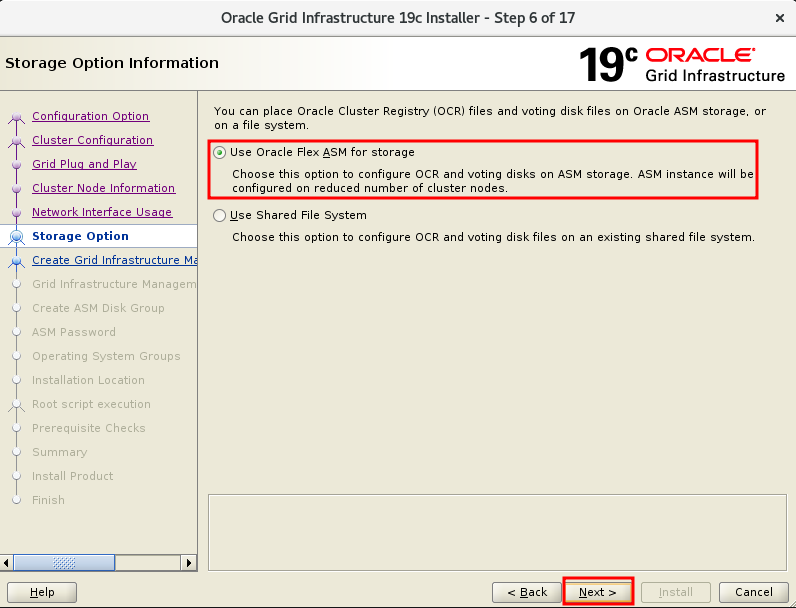 Oracle Grid Infrastructure 19c Installer - Step 6 of 17
Storage Option Information
19c ORACLE
Grid Infrastructure
Configuration Option
Cluster Configuration
Grid Plug and Play
Cluster Node Information
Network Interface Usage
Storage Option
Create Grid Infrastructure Ma
Grid Infrastructure Managem
Create ASM Disk Group
ASM Password
Operating System Groups
Installation Location
Root script execution
Prerequisite Checks
Summary
Install Product
Finish
You can place Oracle Cluster Registry (OCR) files and voting disk files on Oracle ASM storage, or
on a file system.
Use Oracle Flex ASM for storage
Choose this option to configure OCR and voting disks on ASM storage. ASM instance will be
configured on reduced number of cluster nodes.
Use Shared File System
Choose this option to configure OCR and voting disk files on an existing shared file system.
Help
< Back
Next >
Install
Cancel